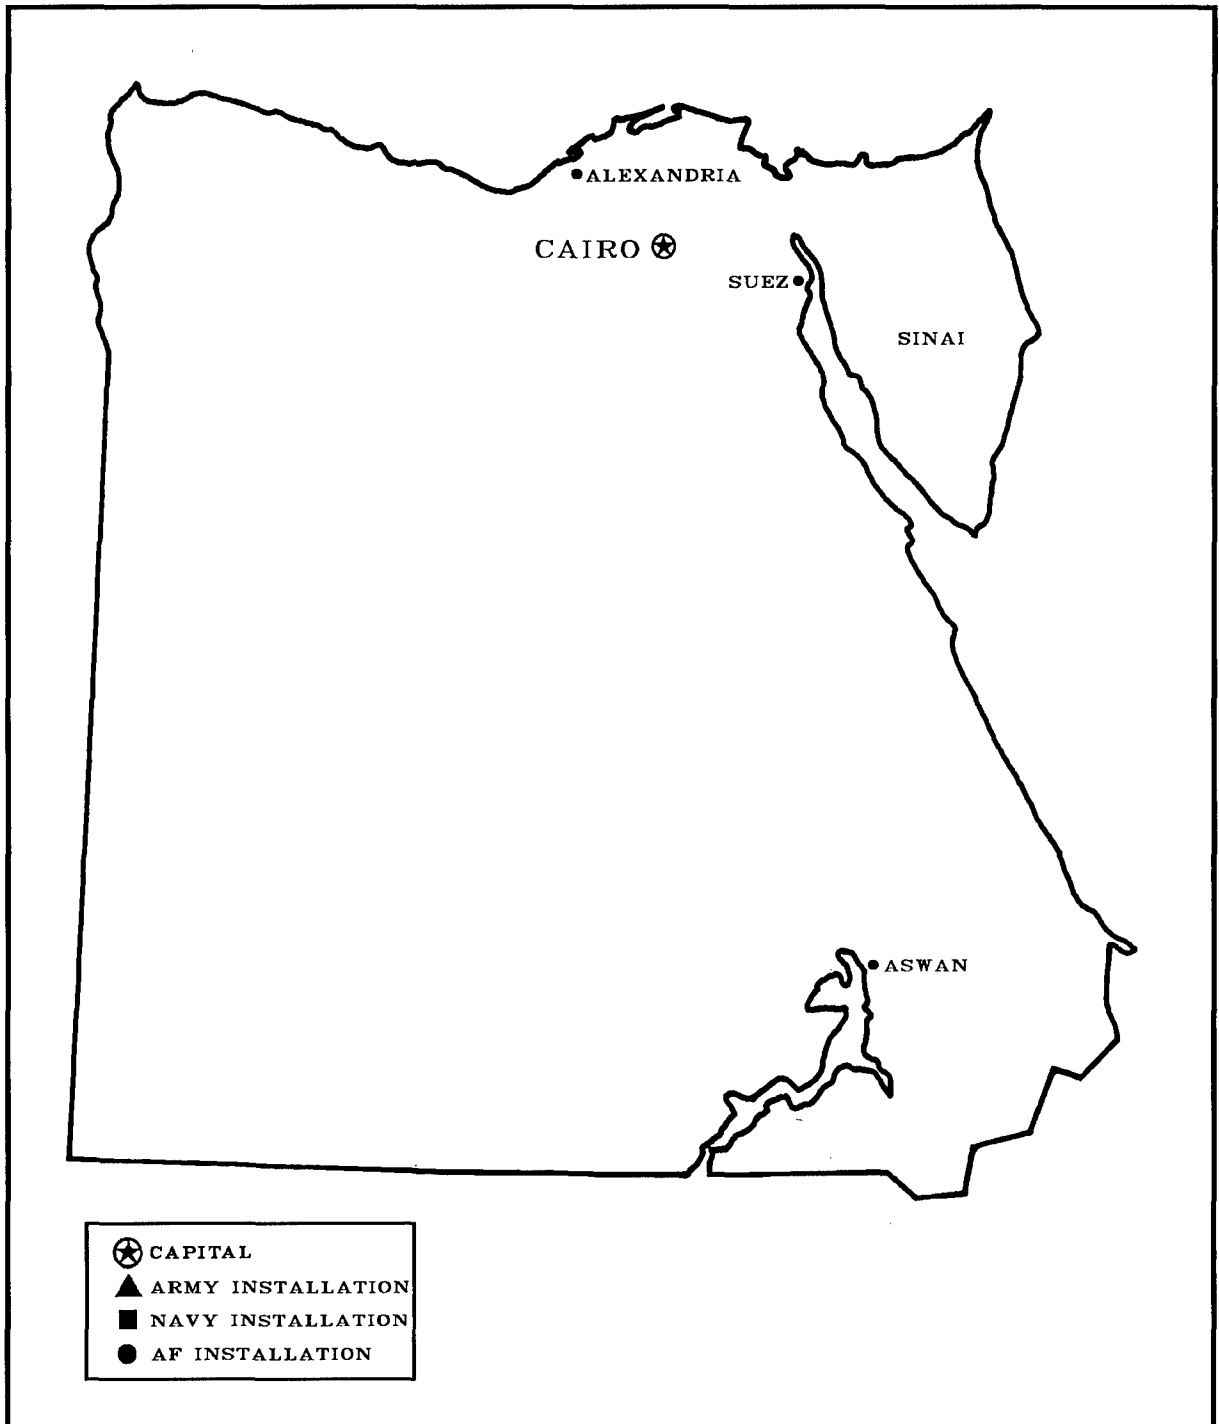 ALEXANDRIA
CAIRO
SUEZ
SINAI
ASWAN
CAPITAL
ARMY INSTALLATION
NAVY INSTALLATION
AF INSTALLATION